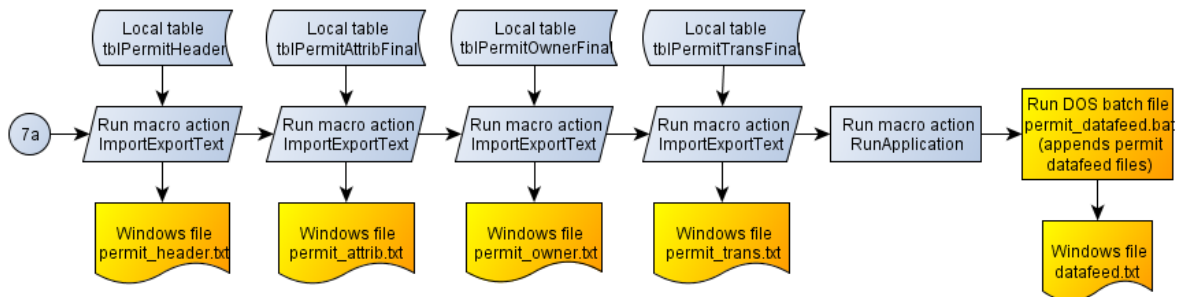 Local table
tblPermitHeader
Local table
tblPermitAttribFinal
Local table
tblPermitOwnerFinal
Local table
tblPermitTransFinal
7a
Run macro action
ImportExportText
Run macro action
ImportExportText
Run macro action
ImportExportText
Run macro action
ImportExportText
Run macro action
RunApplication
Run DOS batch file
permit_datafeed.bat
(appends permit
datafeed files)
Windows file
permit_header.txt
Windows file
permit_attrib.txt
Windows file
permit_owner.txt
Windows file
permit_trans.txt
Windows file
datafeed.txt